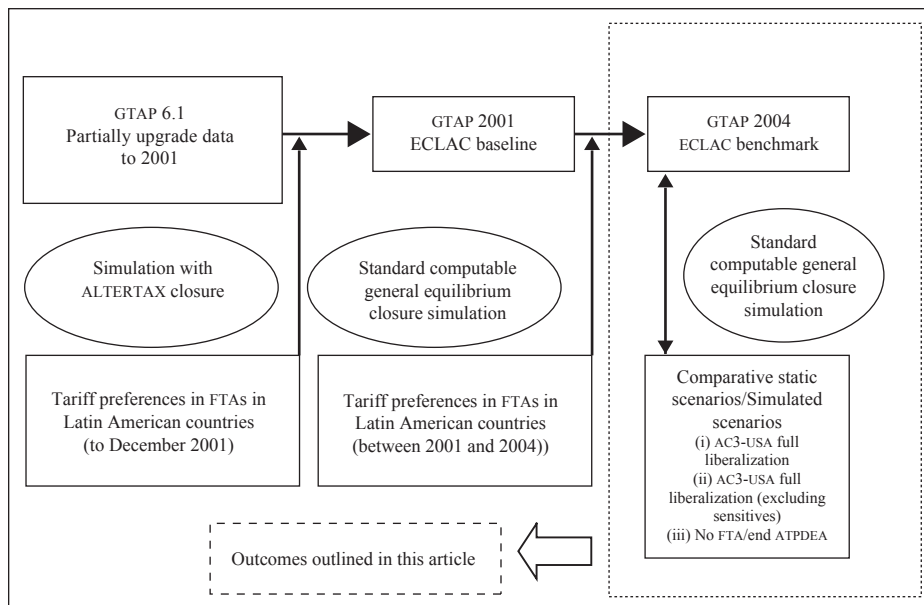 GTAP 6.1
Partially upgrade data
to 2001
GTAP 2001
ECLAC baseline
GTAP 2004
ECLAC benchmark
Simulation with
ALTERTAX closure
Standard computable
general equilibrium
closure simulation
Standard
computable general
equilibrium closure
simulation
Tariff preferences in FTAs in
Latin American countries
(to December 2001)
Tariff preferences in FTAs in
Latin American countries
(between 2001 and 2004))
Comparative static
scenarios/Simulated
scenarios
(i) AC3-USA full
liberalization
(ii) AC3-USA full
liberalization (excluding
sensitives)
(iii) No FTA/end ATPDEA
Outcomes outlined in this article